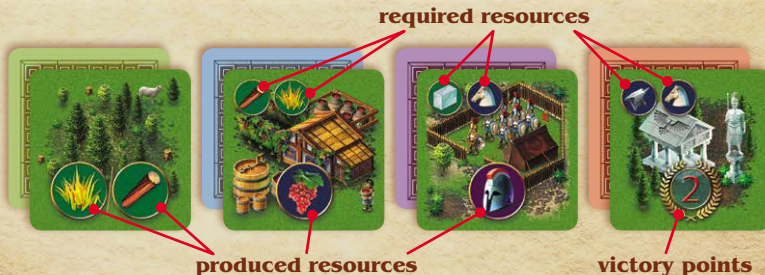 required resources
2
produced resources
victory points